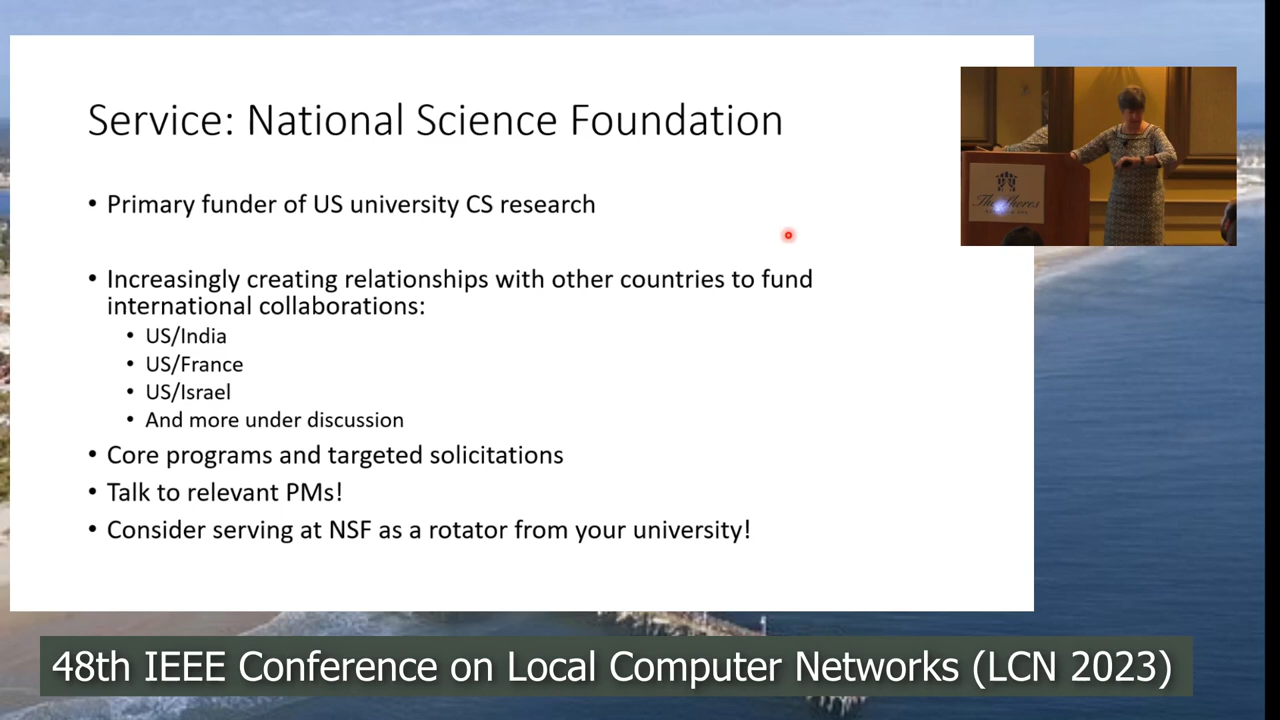 Service: National Science Foundation
• Primary funder of US university CS research
• Increasingly creating relationships with other countries to fund
international collaborations:
• US/India
• US/France
• US/Israel
• And more under discussion
• Core programs and targeted solicitations
• Talk to relevant PMs!
• Consider serving at NSF as a rotator from your university!
48th IEEE Conference on Local Computer Networks (LCN 2023)